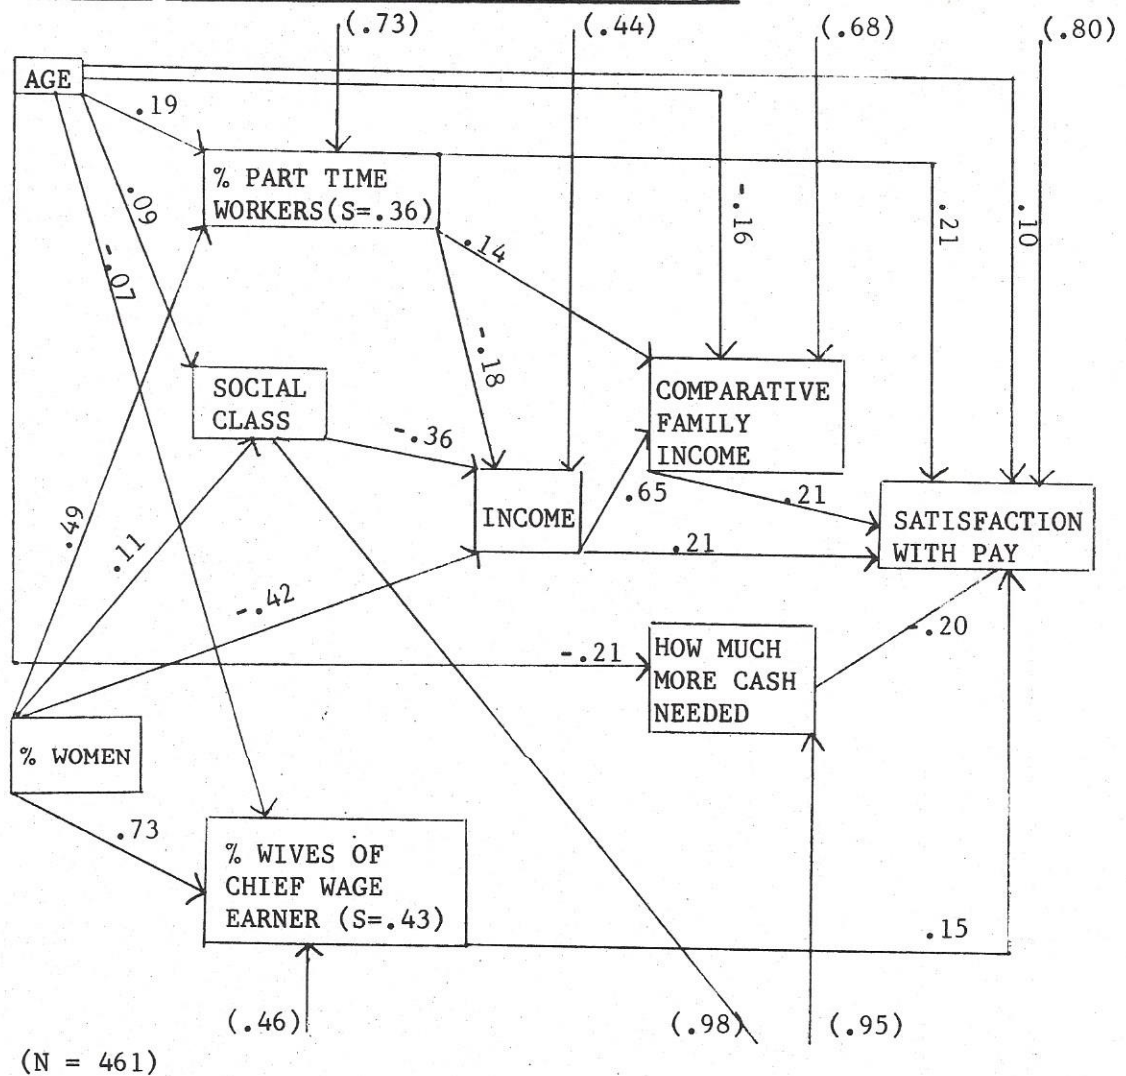 (.73)
(.44)
(.68)
(.80)
AGE
.19
% PART TIME
WORKERS(S=.36)
.09
-.07
.14
-.16
.21
.10
-.18
SOCIAL
CLASS
-.36
COMPARATIVE
FAMILY
INCOME
.65
.21
INCOME
.21
SATISFACTION
WITH PAY
.49
.11
-.42
-.20
-.21
HOW MUCH
MORE CASH
NEEDED
% WOMEN
.73
% WIVES OF
CHIEF WAGE
EARNER (S=.43)
.15
(.46)
(.98)
(.95)
(N = 461)